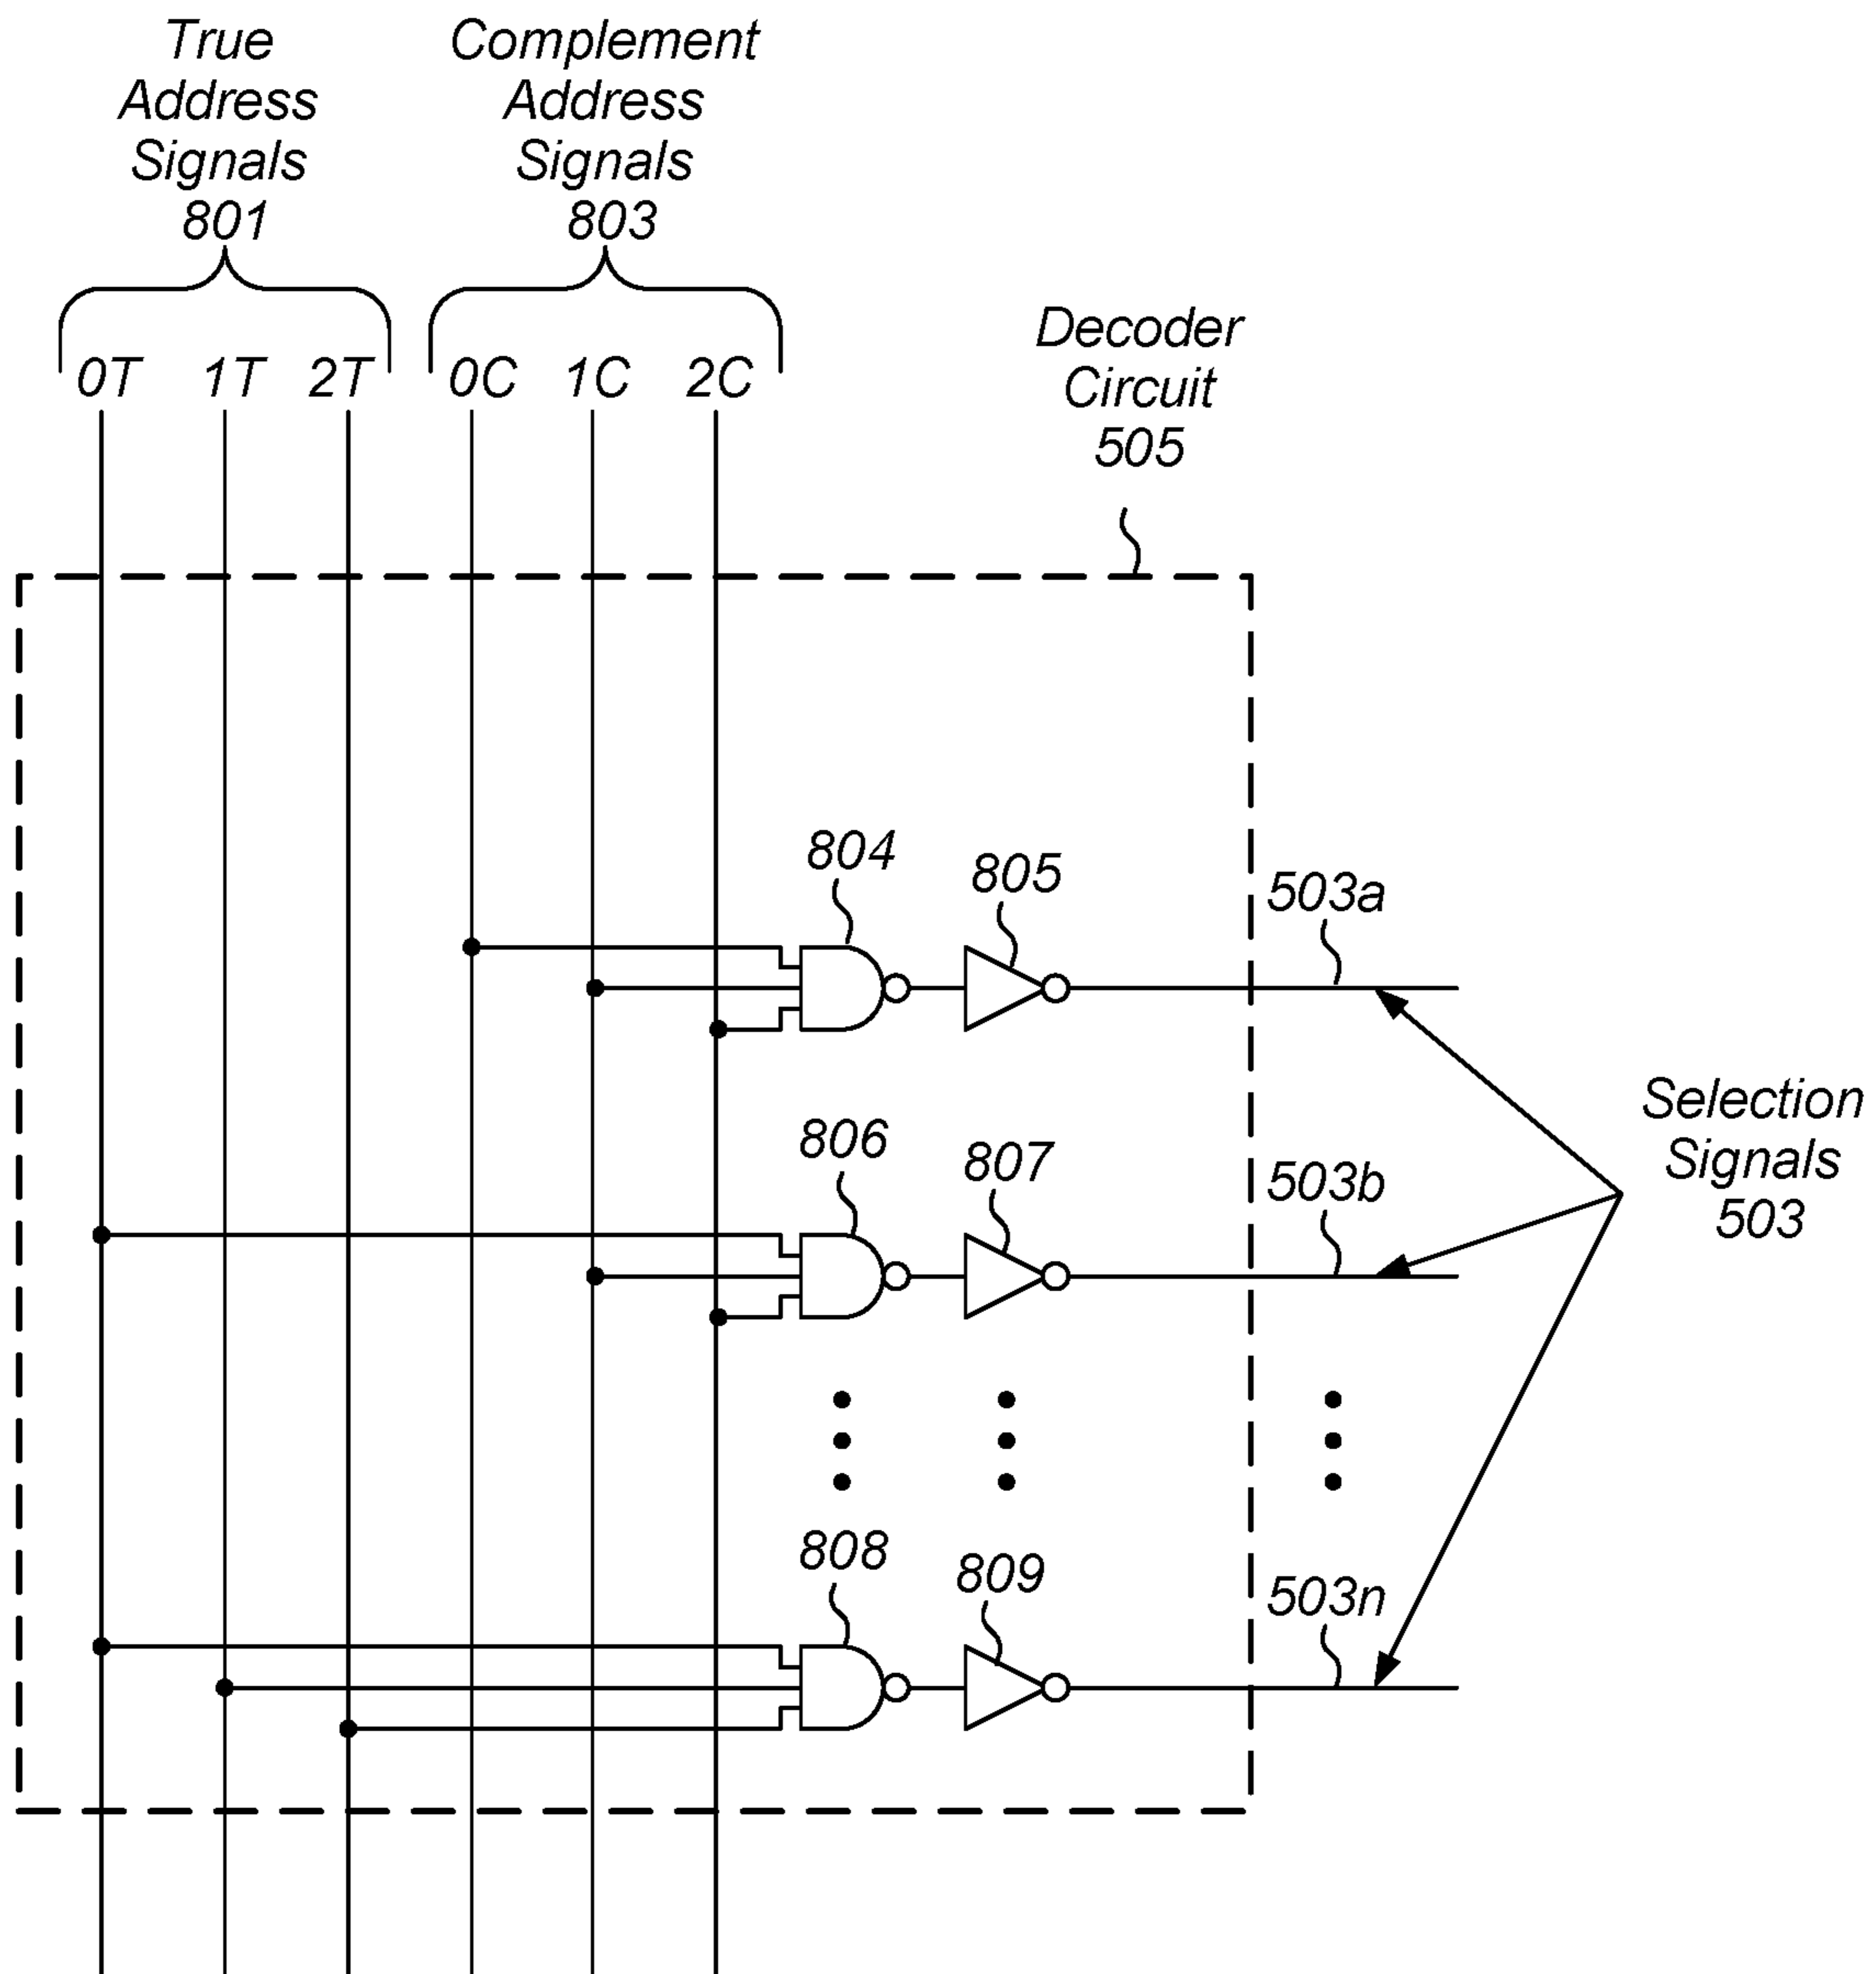 True
Address
Signals
801
Complement
Address
Signals
803
0T 1T 2T 0C 1C 2C
Decoder
Circuit
505
804
805
503a
806
807
503b
Selection
Signals
503
808
809
503n